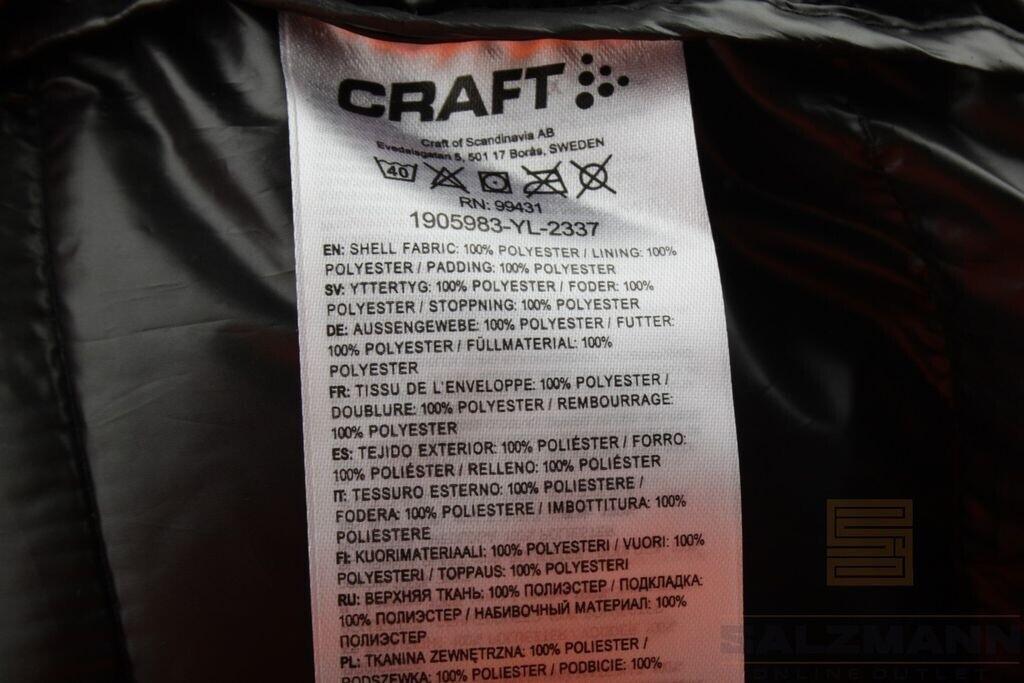 CRAFT
Craft of Scandinavia AB
Evedalsgatan 5, 501 17 Borås, SWEDEN
40
RN: 99431
1905983-YL-2337
EN: SHELL FABRIC: 100% POLYESTER / LINING: 100%
POLYESTER / PADDING: 100% POLYESTER
SV: YTTERTYG: 100% POLYESTER / FODER: 100%
POLYESTER / STOPPNING: 100% POLYESTER
DE: AUSSENGEWEBE: 100% POLYESTER / FUTTER:
100% POLYESTER / FÜLLMATERIAL: 100%
POLYESTER
FR: TISSU DE L'ENVELOPPE: 100% POLYESTER /
DOUBLURE: 100% POLYESTER / REMBOURRAGE:
100% POLYESTER
ES: TEJIDO EXTERIOR: 100% POLIÉSTER / FORRO:
100% POLIÉSTER / RELLENO: 100% POLIÉSTER
IT: TESSURO ESTERNO: 100% POLIESTERE /
FODERA: 100% POLIESTERE / IMBOTTITURA: 100%
POLIESTERE
FI: KUORIMATERIAALI: 100% POLYESTERI / VUORI: 100%
POLYESTERI / TOPPAUS: 100% POLYESTERI
RU: ВЕРХНЯЯ ТКАНЬ: 100% ПОЛИЭСТЕР / ПОДКЛАДКА:
100% ПОЛИЭСТЕР / НАБИВОЧНЫЙ МАТЕРИАЛ: 100%
ПОЛИЭСТЕР
PL: TKANINA ZEWNĘTRZNA: 100% POLIESTER /
PODSZEWKA: 100% POLIESTER / PODBICIE: 100%
SALZMANN
ONLINE OUTLET